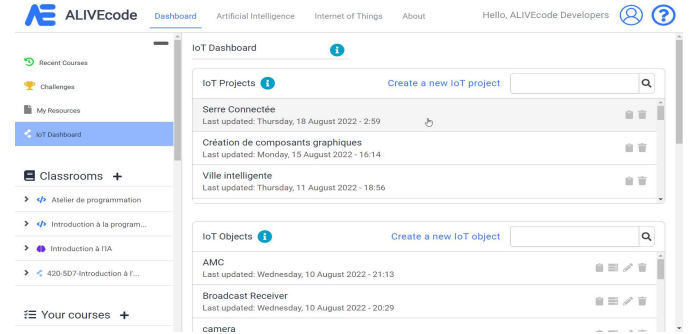 ALIVEcode
Dashboard
Artificial Intelligence
Internet of Things
About
Hello, ALIVEcode Developers
?
Recent Courses
Challenges
My Resources
IoT Dashboard
Classrooms +
Atelier de programmation
Introduction à la program...
Introduction à l'IA
420-5D7-Introduction à l'...
Your courses +
IoT Dashboard
IoT Projects
Create a new IoT project
Serre Connectée
Last updated: Thursday, 18 August 2022 - 2:59
Création de composants graphiques
Last updated: Monday, 15 August 2022 - 16:14
Ville intelligente
Last updated: Thursday, 11 August 2022 - 18:56
IoT Objects
Create a new IoT object
AMC
Last updated: Wednesday, 10 August 2022 - 21:13
Broadcast Receiver
Last updated: Wednesday, 10 August 2022 - 20:29
camera